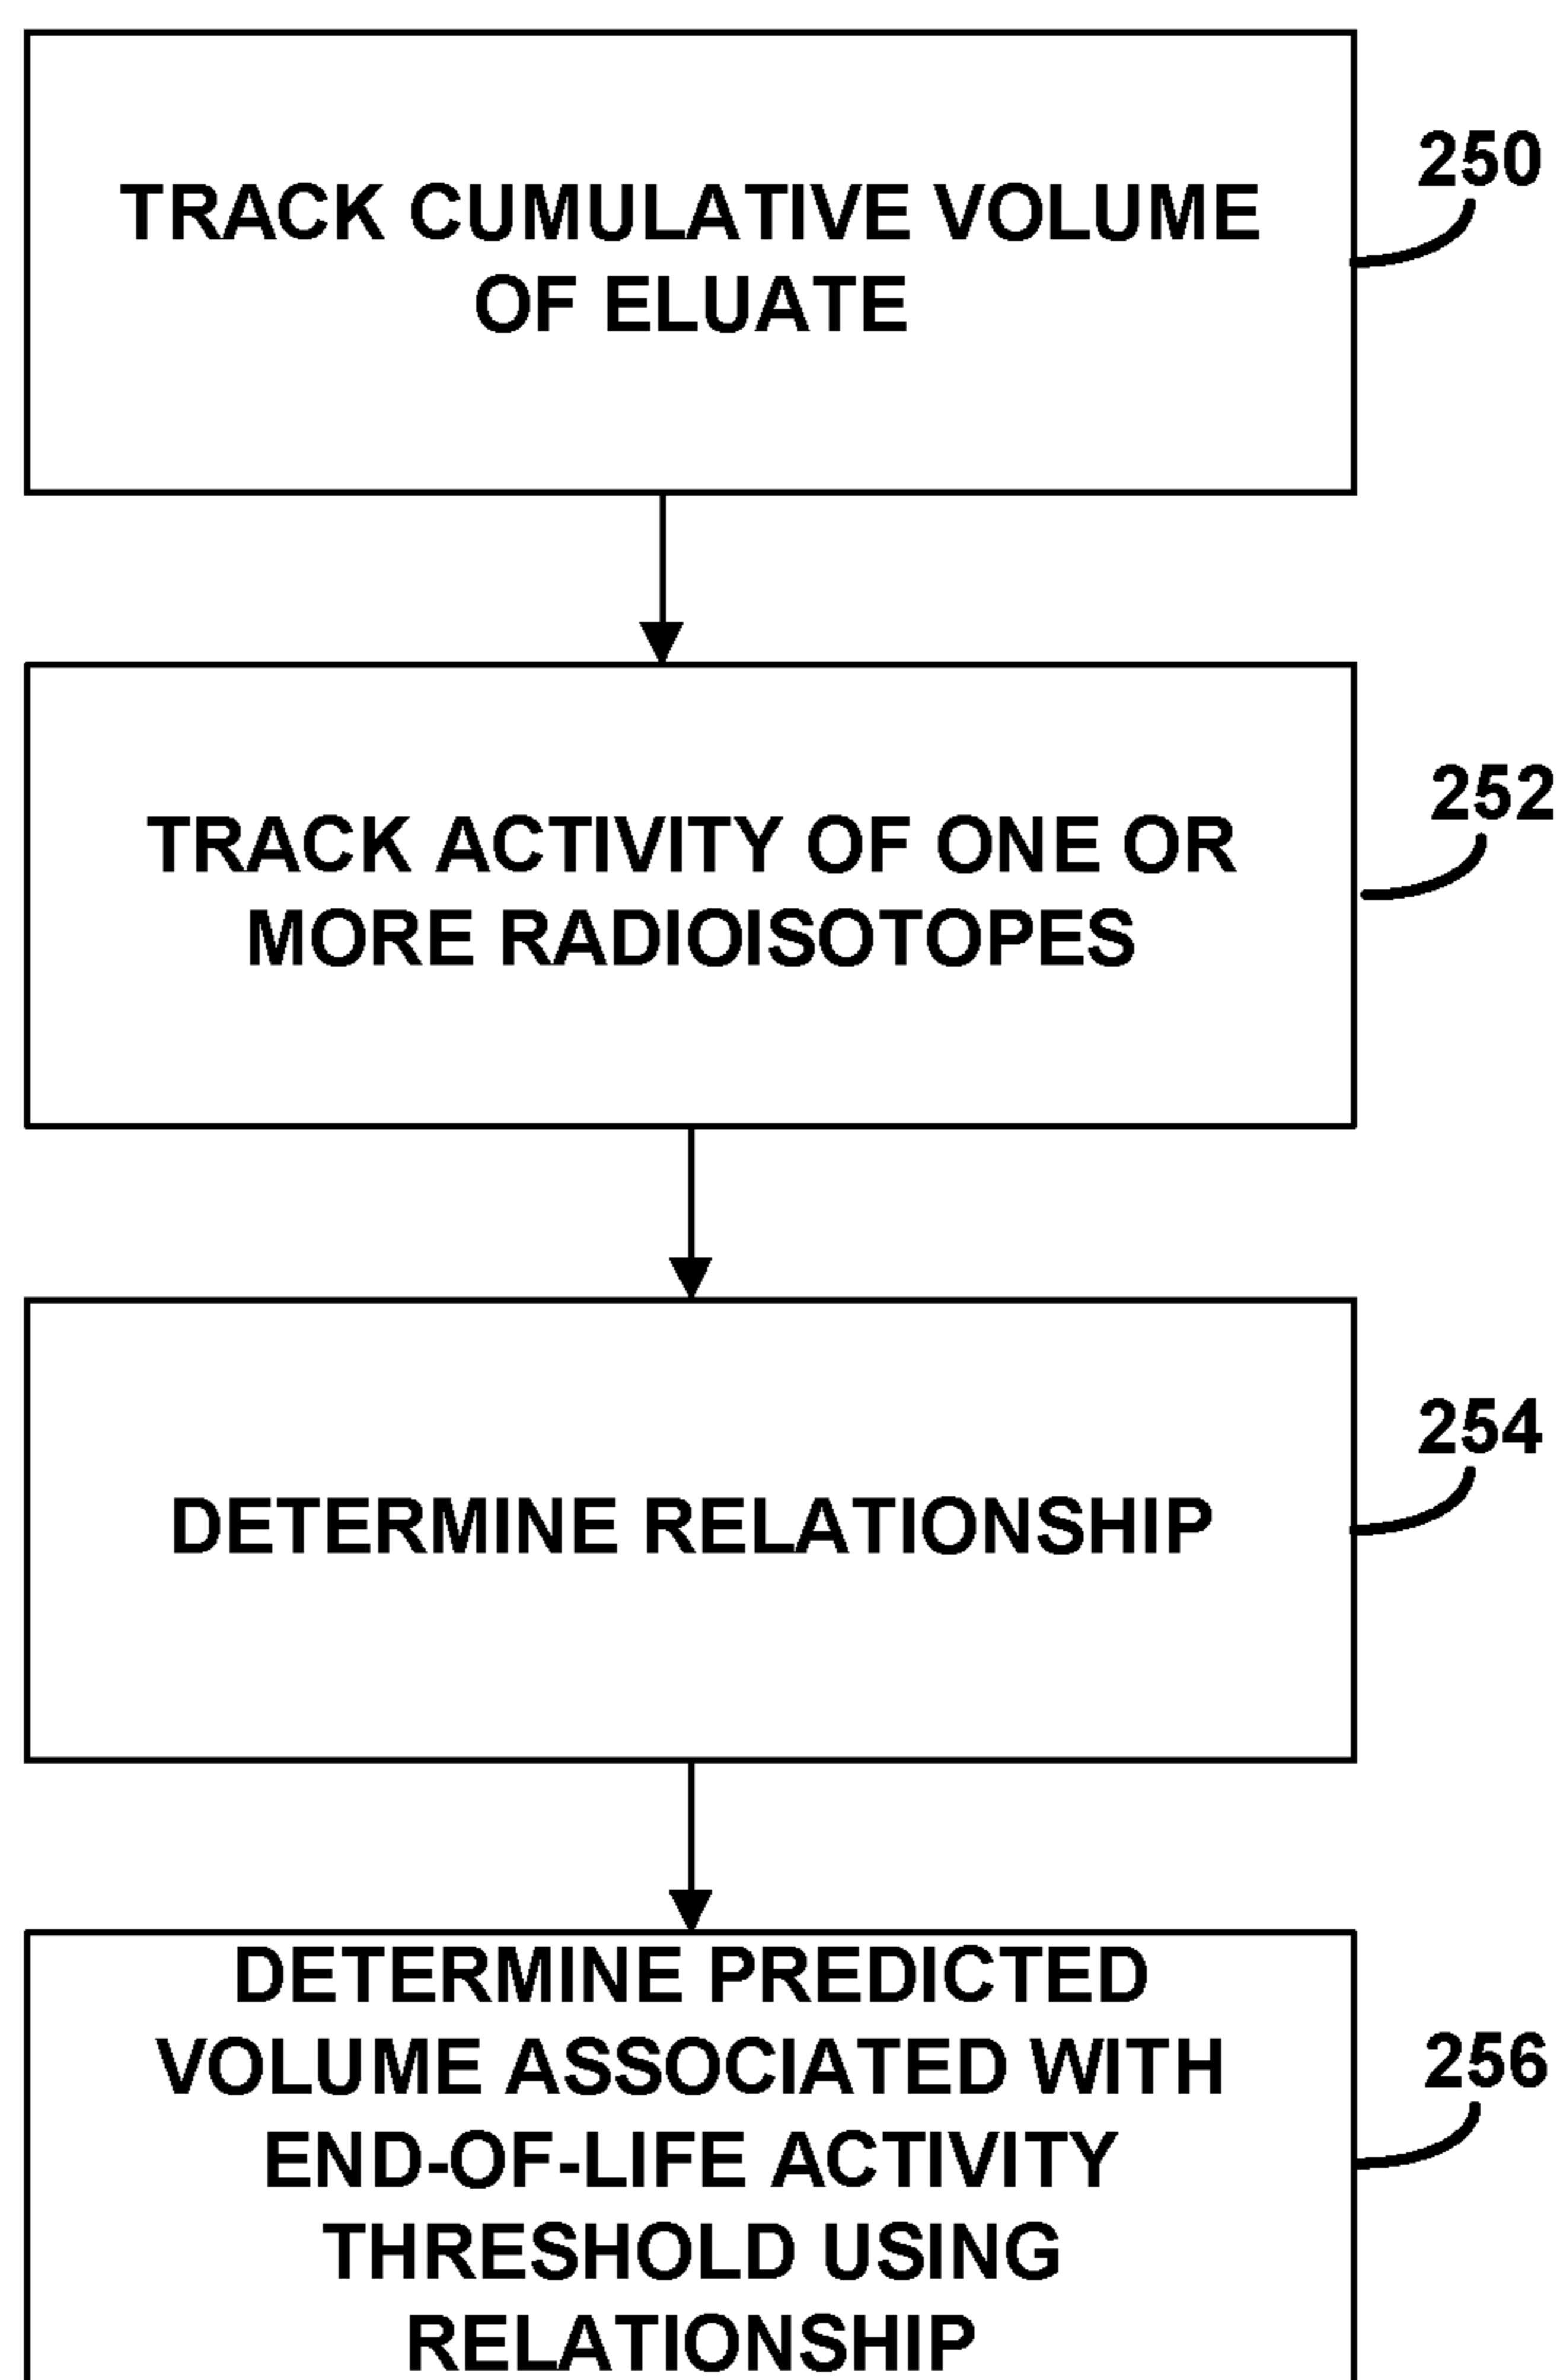 TRACK CUMULATIVE VOLUME
OF ELUATE
250
TRACK ACTIVITY OF ONE OR
MORE RADIOISOTOPES
252
DETERMINE RELATIONSHIP
254
DETERMINE PREDICTED
VOLUME ASSOCIATED WITH
END-OF-LIFE ACTIVITY
THRESHOLD USING
RELATIONSHIP
256